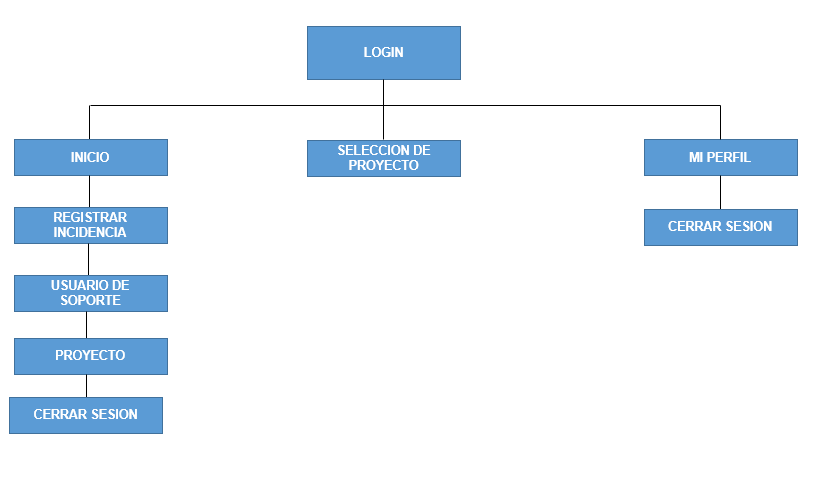 LOGIN
INICIO
SELECCION DE
PROYECTO
MI PERFIL
REGISTRAR
INCIDENCIA
CERRAR SESION
USUARIO DE
SOPORTE
PROYECTO
CERRAR SESION